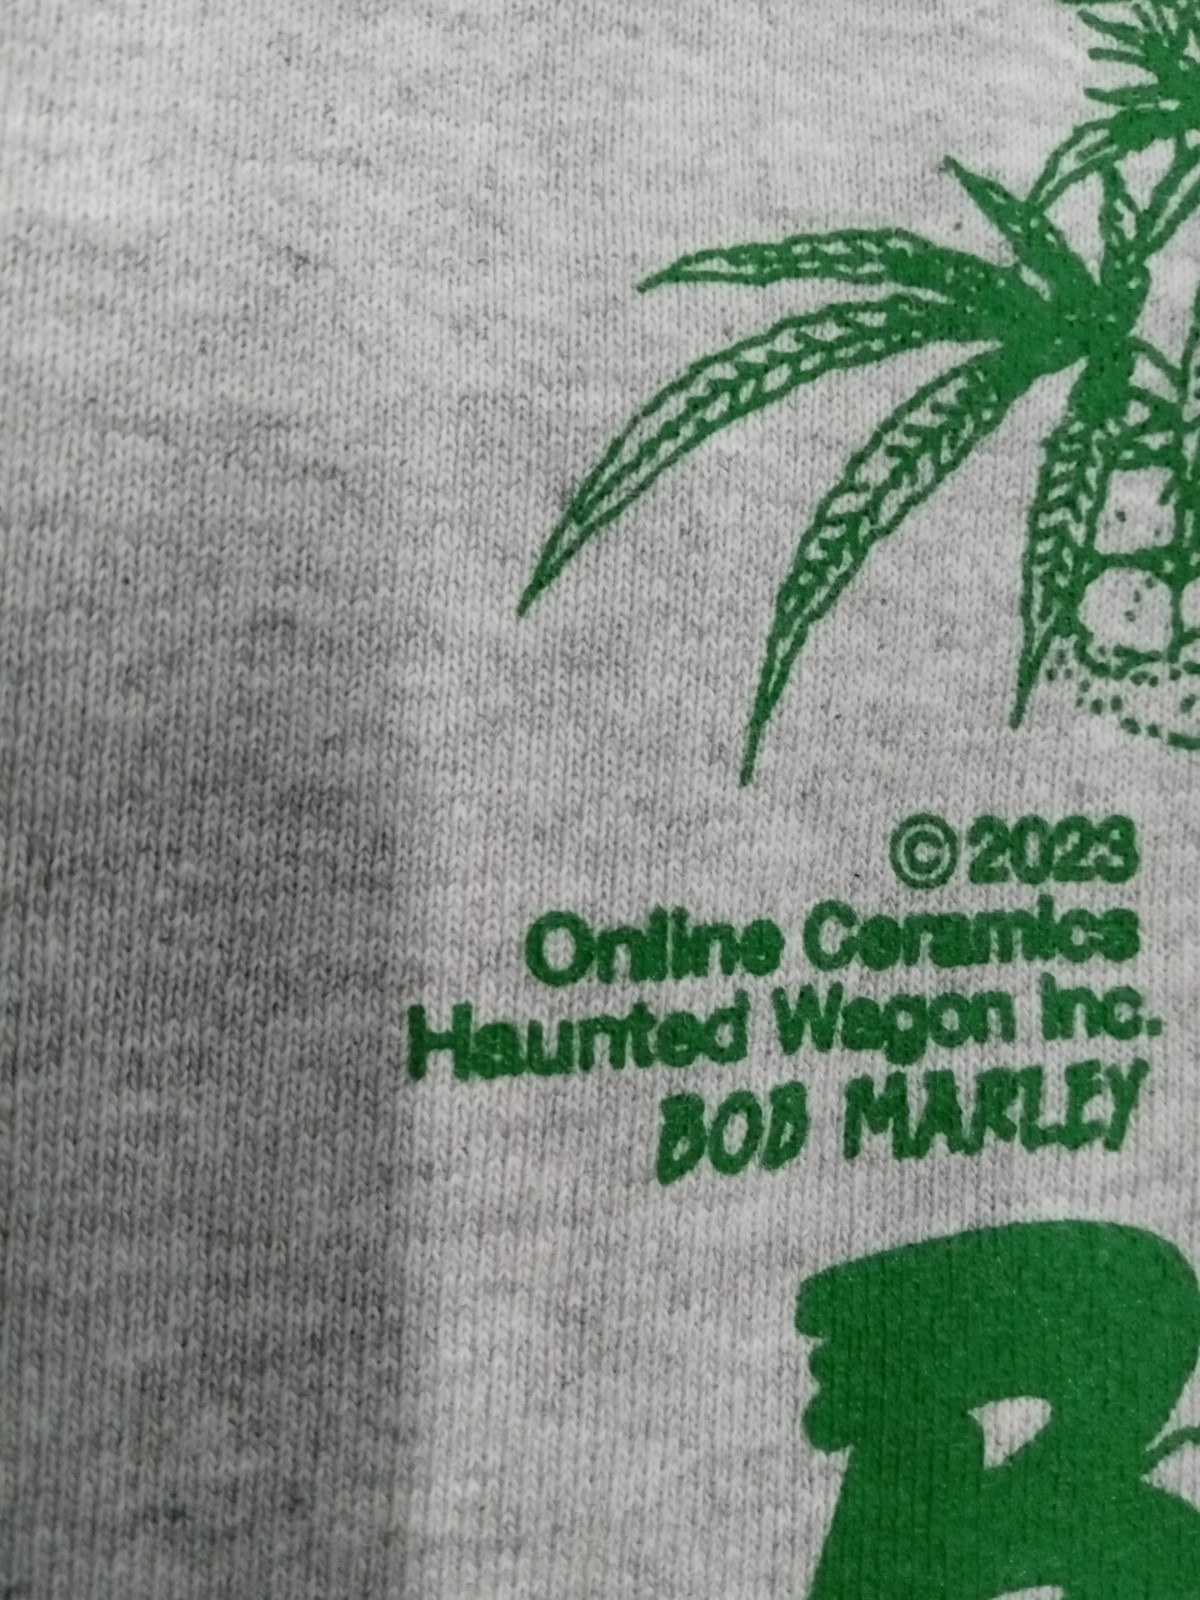 ©2023
Online Ceramics
Haunted Wagon Inc.
BOB MARLEY
B